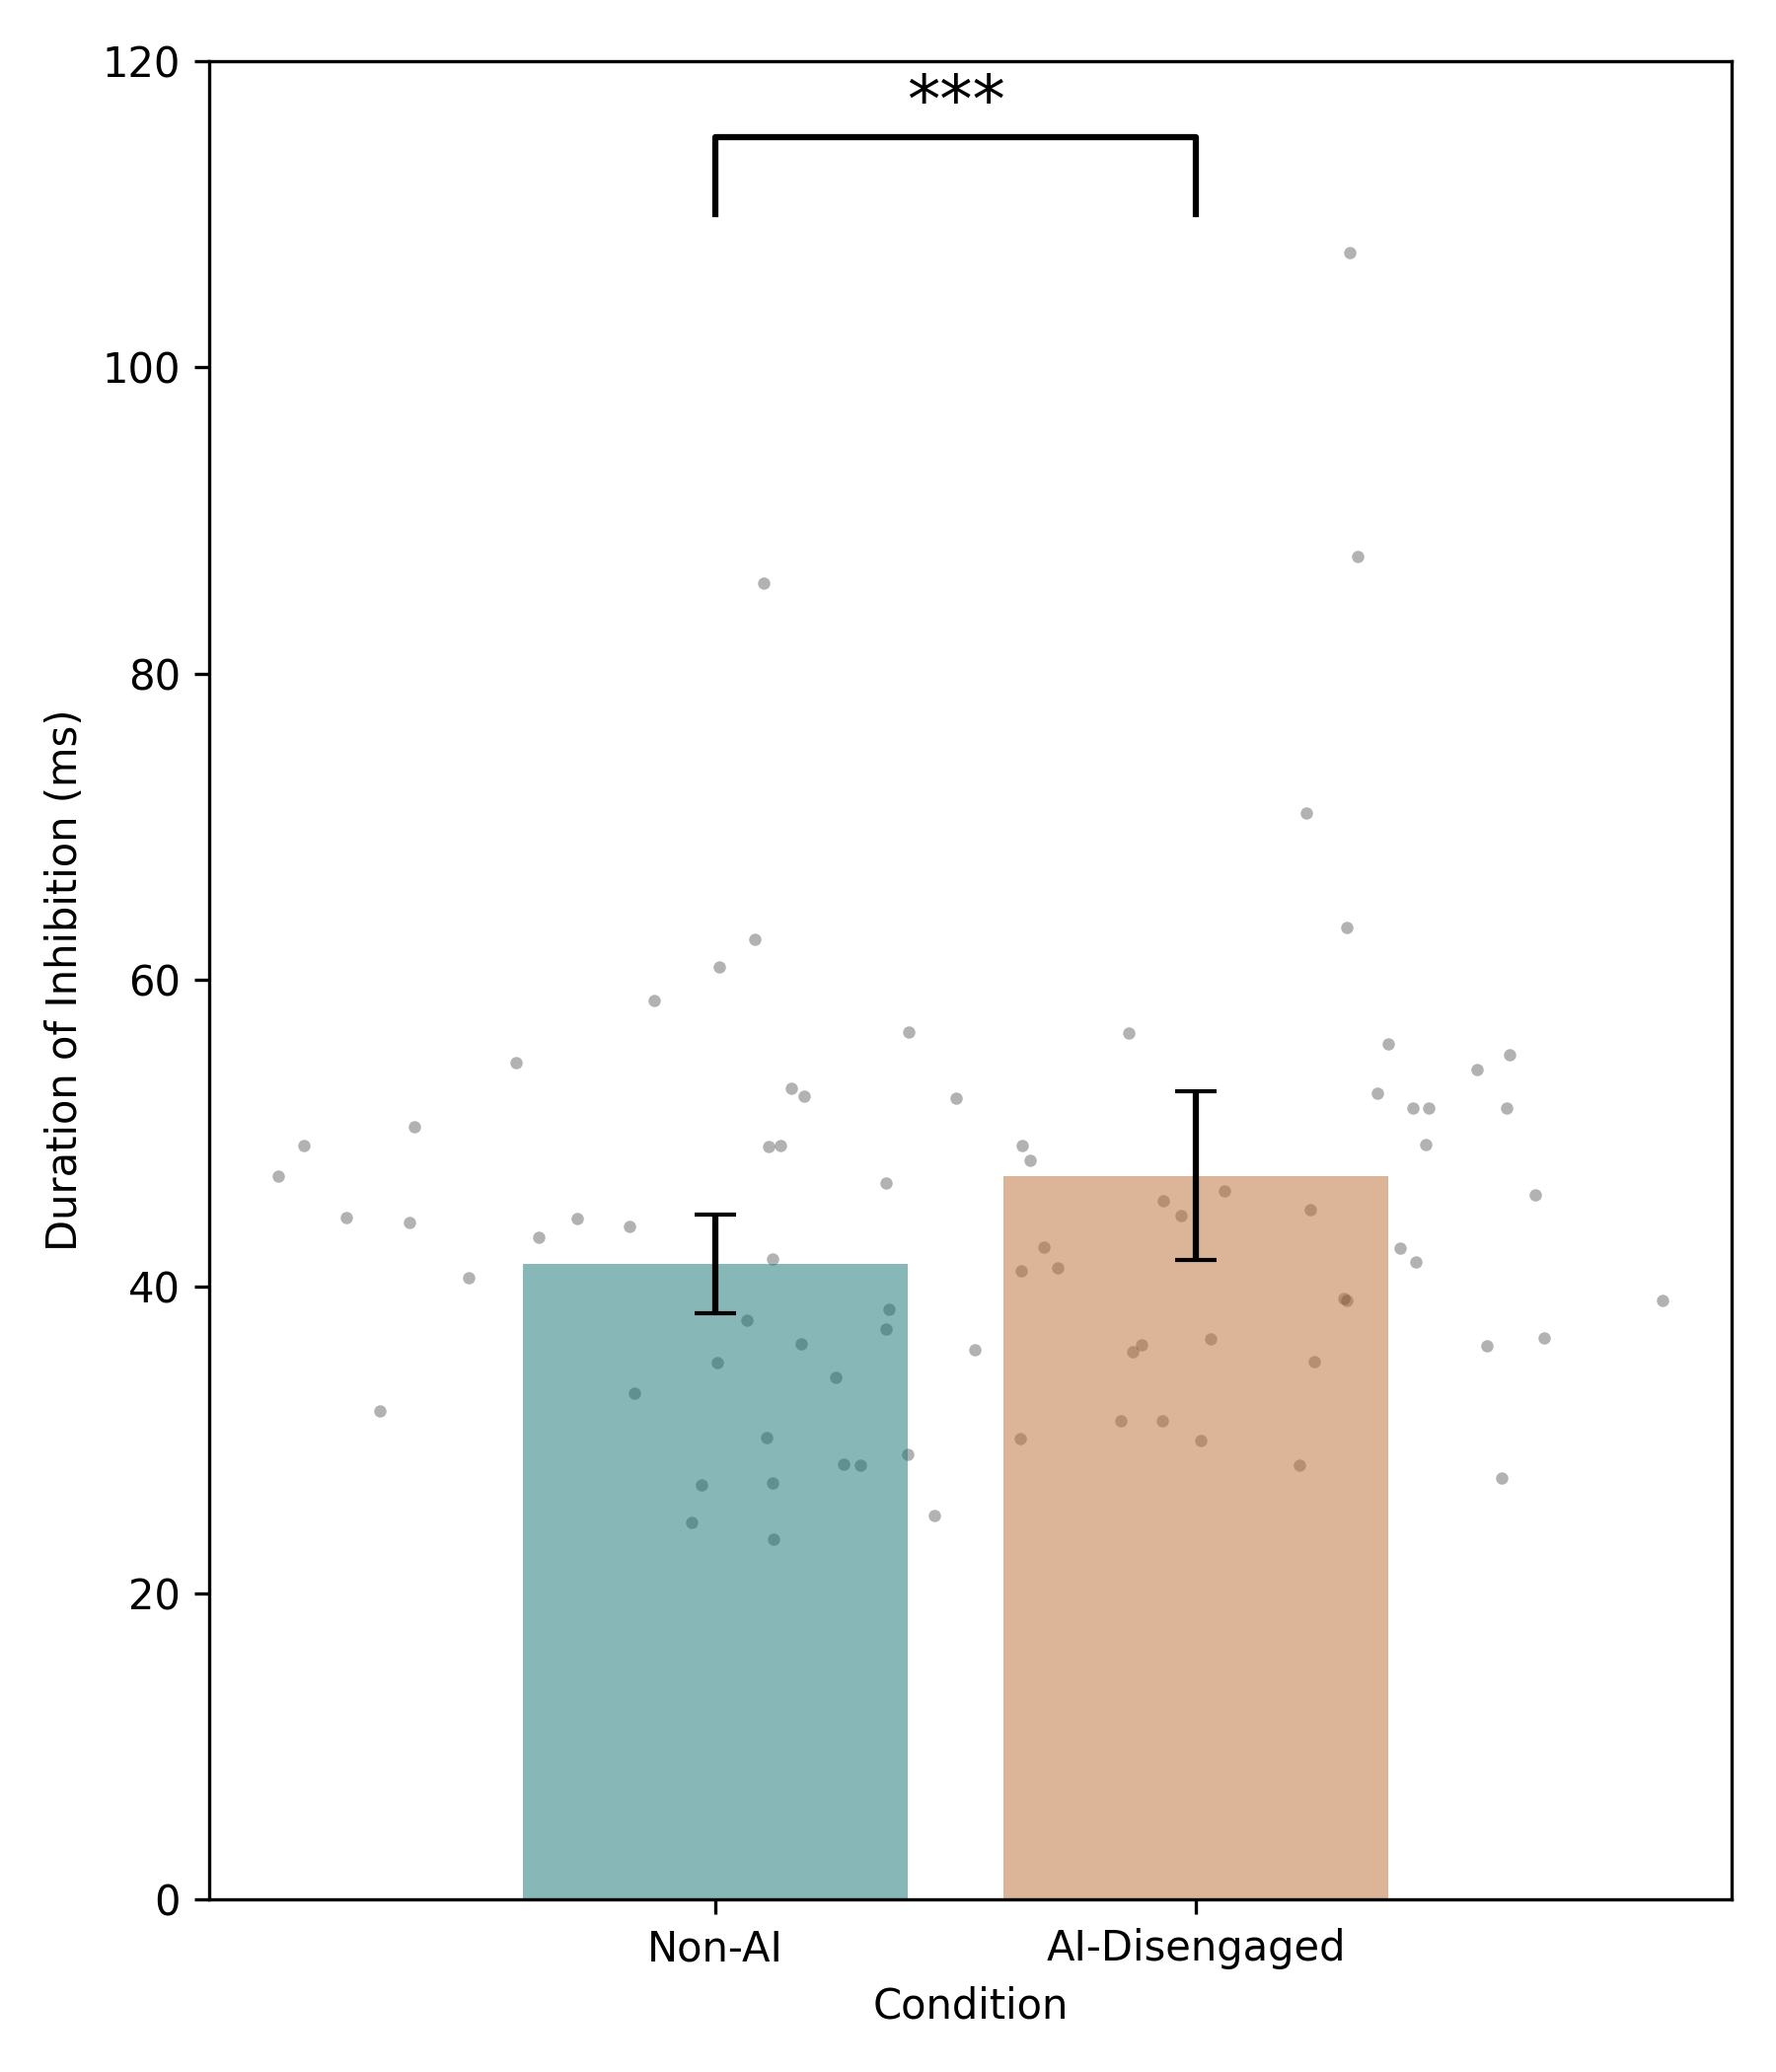 ***
120
100
80
60
40
20
0
Duration of Inhibition (ms)
Non-AI
AI-Disengaged
Condition